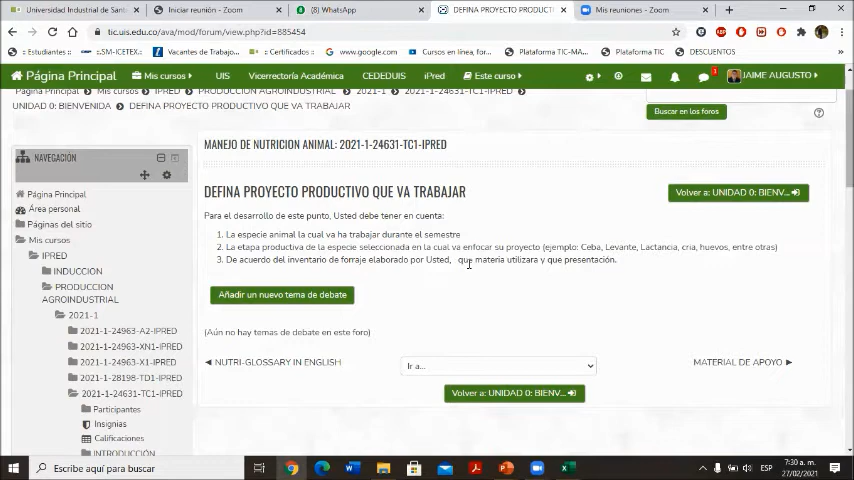 Universidad Industrial de Sant
Iniciar reunión - Zoom
WhatsApp
DEFINA PROYECTO PRODUCTIVO
Mis reuniones - Zoom
tic.uis.edu.co/ava/mod/forum/view.php?id=885454
:: Estudiantes ::
.:SM-ICETEX:.
Vacantes de Trabajo...
:: Certificados ::
www.google.com
Cursos en línea, for...
Plataforma TIC-MA...
Plataforma TIC
DESCUENTOS
Página Principal
Mis cursos
UIS
Vicerrectoría Académica
CEDEDUIS
iPred
Este curso
1
JAIME AUGUSTO
Página Principal
Mis cursos
IPRED
PRODUCCION AGROINDUSTRIAL
2021-1
2021-1-24631-TC1-IPRED
UNIDAD 0: BIENVENIDA
DEFINA PROYECTO PRODUCTIVO QUE VA TRABAJAR
Buscar en los foros
NAVEGACIÓN
Página Principal
Área personal
Páginas del sitio
Mis cursos
IPRED
INDUCCION
PRODUCCION
AGROINDUSTRIAL
2021-1
2021-1-24963-A2-IPRED
2021-1-24963-XN1-IPRED
2021-1-24963-X1-IPRED
2021-1-28198-TD1-IPRED
2021-1-24631-TC1-IPRED
Participantes
Insignias
Calificaciones
INTRODUCCIÓN
MANEJO DE NUTRICION ANIMAL: 2021-1-24631-TC1-IPRED
DEFINA PROYECTO PRODUCTIVO QUE VA TRABAJAR
Volver a: UNIDAD 0: BIENV...
Para el desarrollo de este punto, Usted debe tener en cuenta:
1. La especie animal la cual va ha trabajar durante el semestre
2. La etapa productiva de la especie seleccionada en la cual va enfocar su proyecto (ejemplo: Ceba, Levante, Lactancia, cria, huevos, entre otras)
3. De acuerdo del inventario de forraje elaborado por Usted, que materia utilizara y que presentación.
Añadir un nuevo tema de debate
(Aún no hay temas de debate en este foro)
◄ NUTRI-GLOSSARY IN ENGLISH
Ir a...
MATERIAL DE APOYO ►
Volver a: UNIDAD 0: BIENV...
Escribe aquí para buscar
ESP
7:30 a. m.
27/02/2021